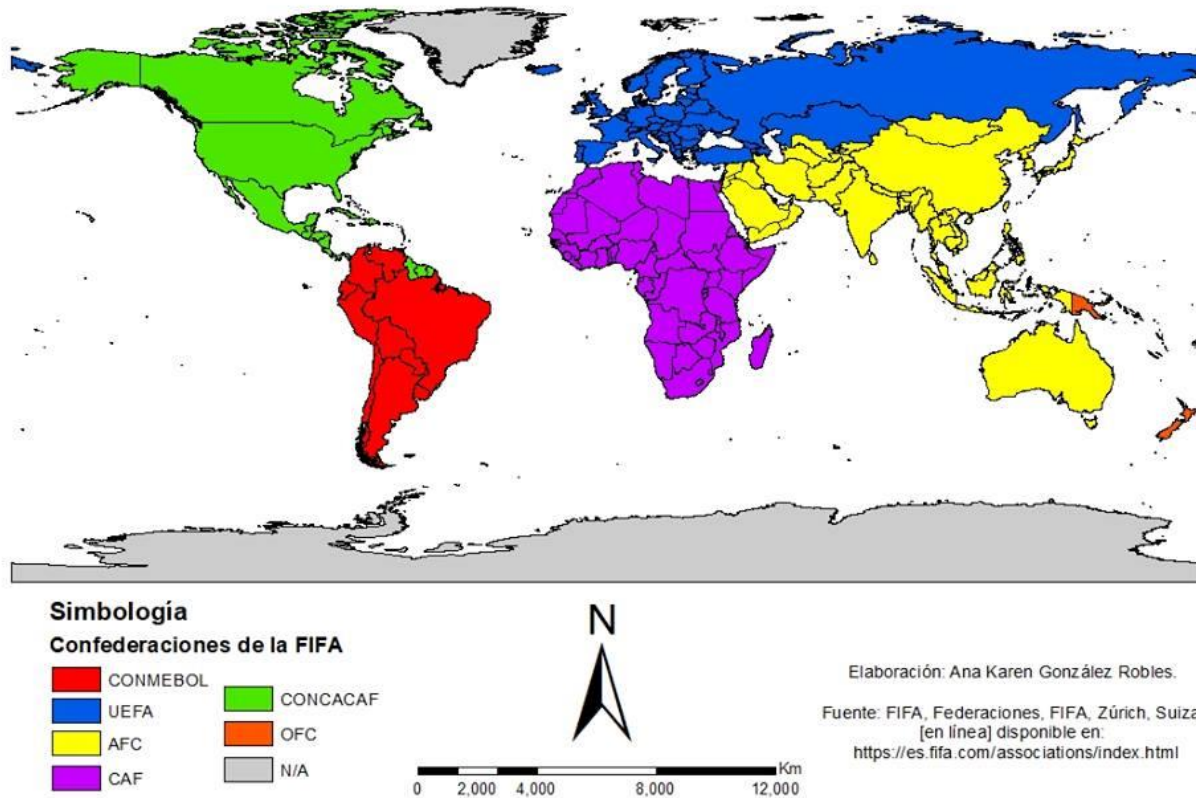 Simbología
Confederaciones de la FIFA
CONMEBOL
UEFA
AFC
CAF
CONCACAF
OFC
N/A
N
Km
0 2,000 4,000 8,000 12,000
Elaboración: Ana Karen González Robles.
Fuente: FIFA, Federaciones, FIFA, Zúrich, Suiza
[en línea] disponible en:
https://es.fifa.com/associations/index.html